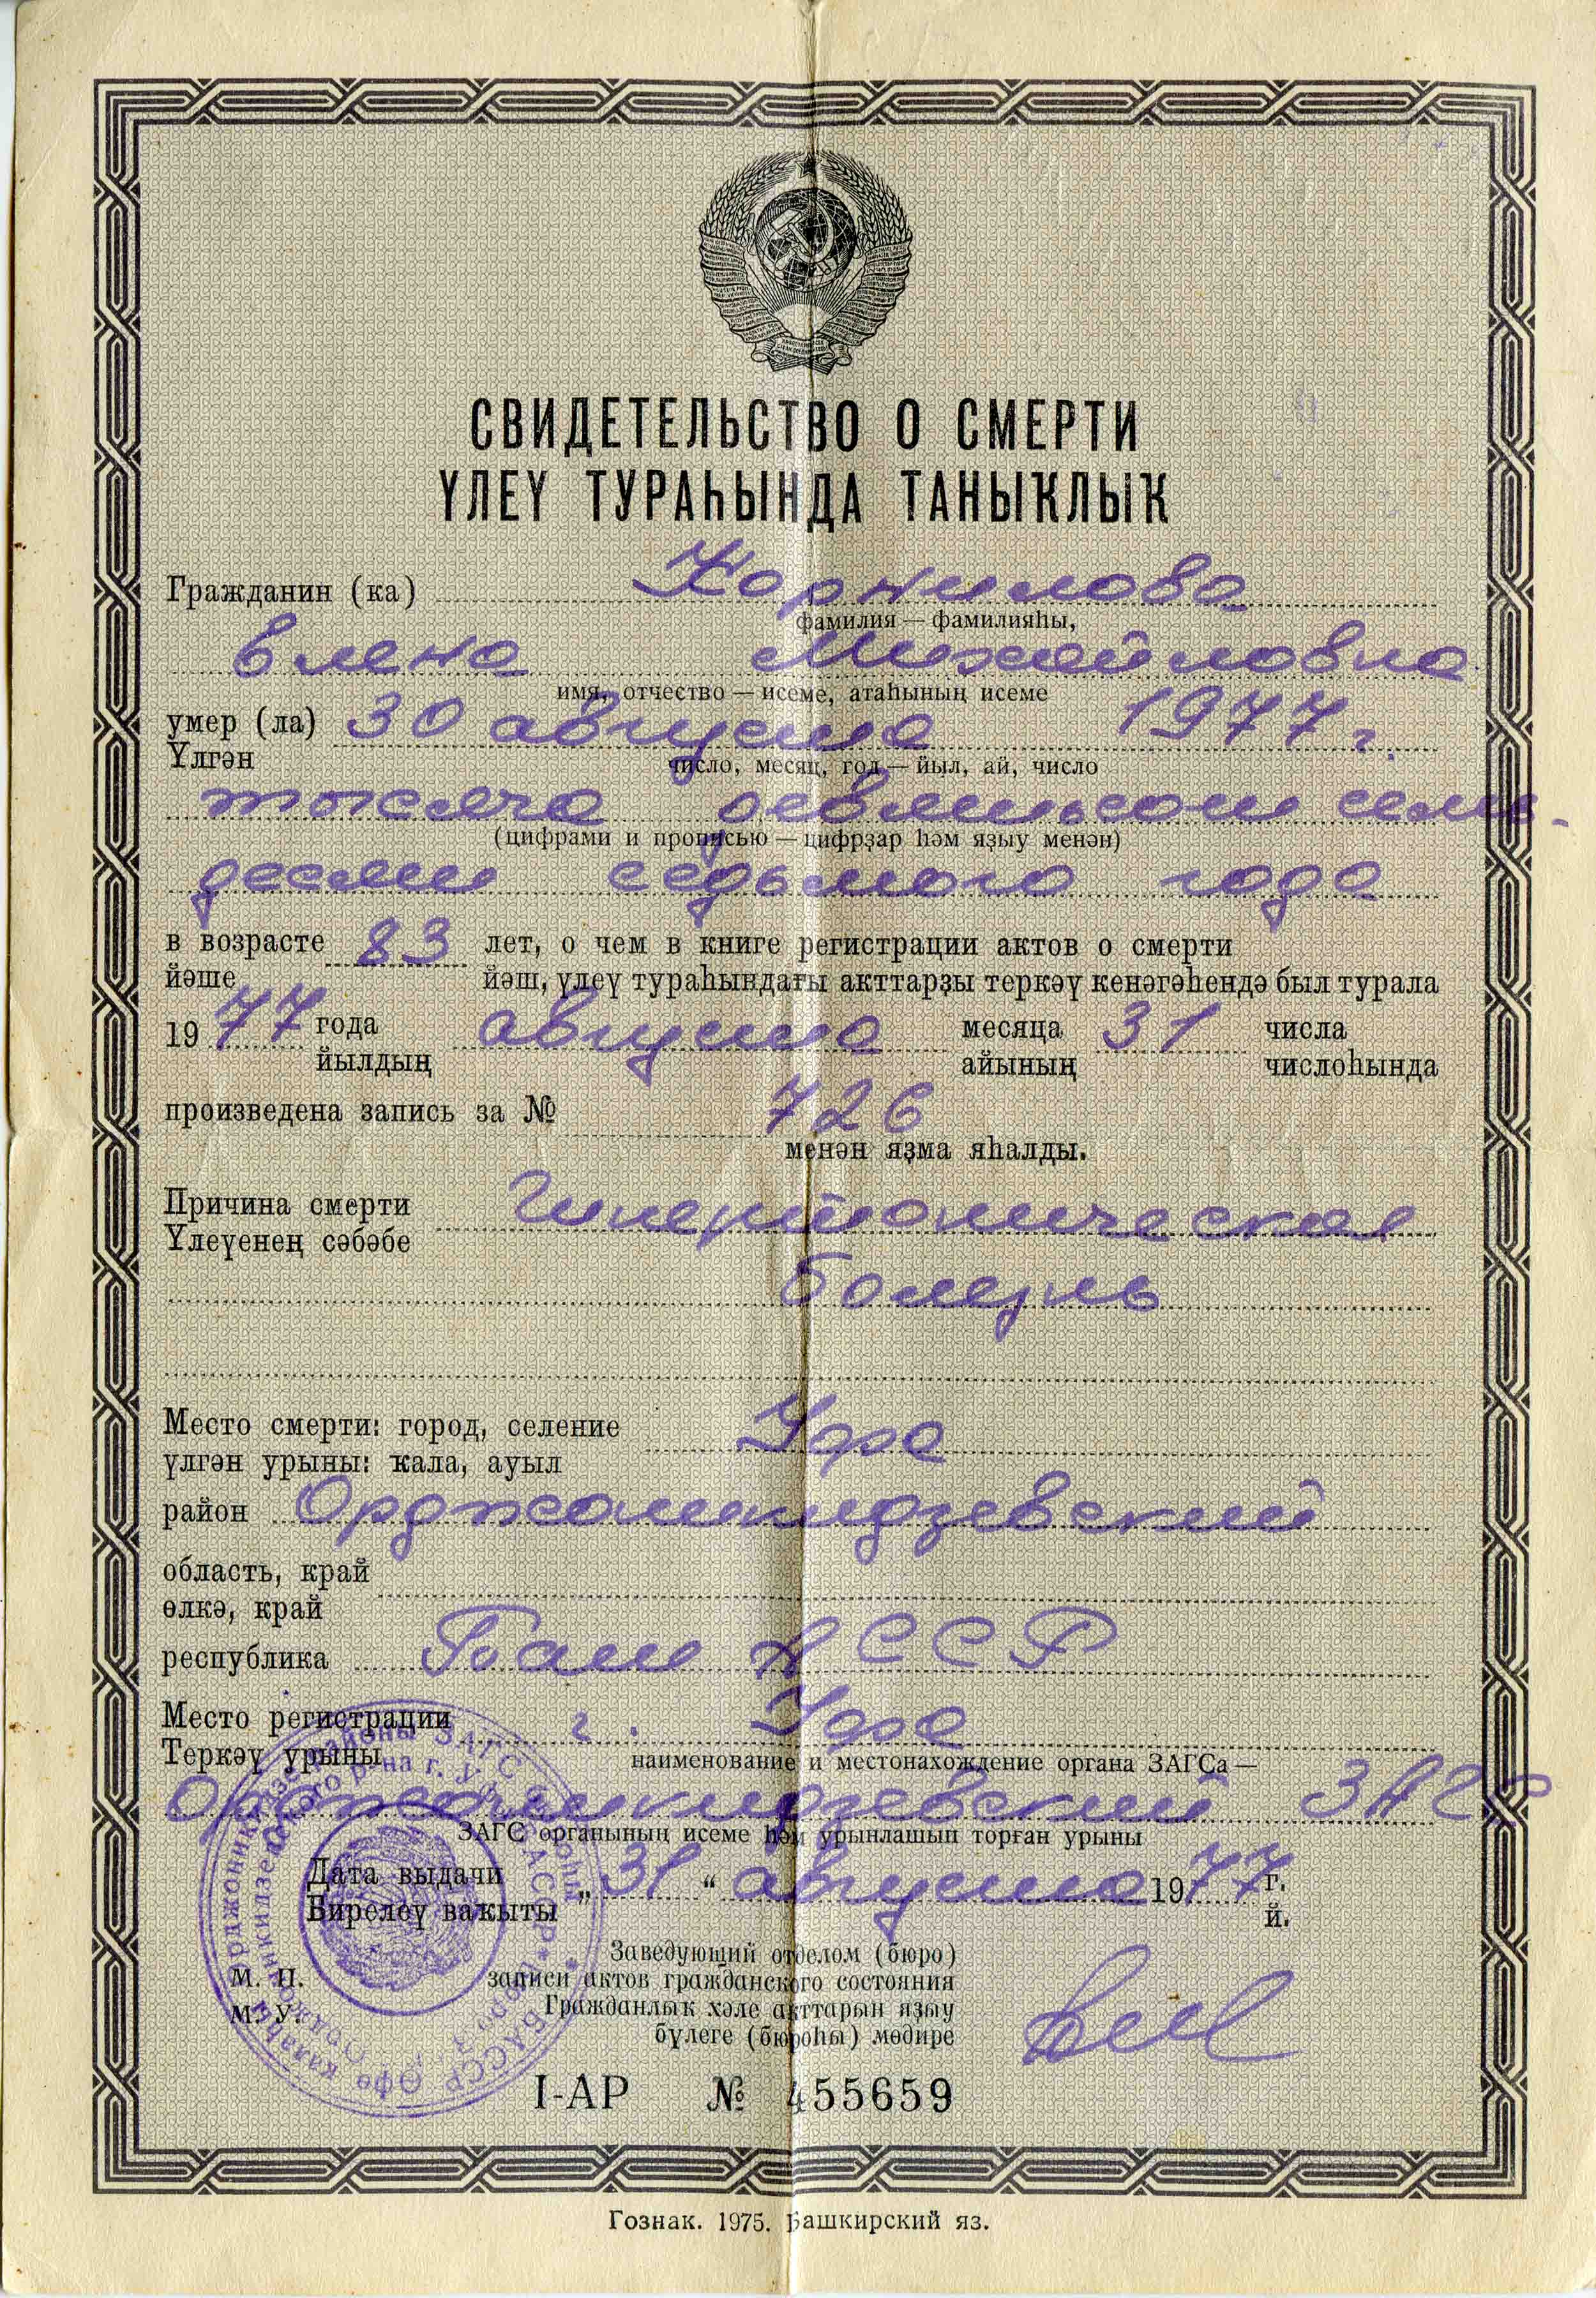 СВИДЕТЕЛЬСТВО О СМЕРТИ
ҮЛЕҮ ТУРАҺЫНДА ТАНЫҠЛЫҠ
Гражданин (ка) Корнилова
фамилия — фамилияһы,
Елена Михайловна
имя, отчество — исеме, атаһының исеме
умер (ла) 30 августа 1977 г.
Үлгән
число, месяц, год — йыл, ай, число
тысяча девятьсот семь-
(цифрами и прописью — цифрҙар һәм яҙыу менән)
десят седьмого года
в возрасте 83 лет, о чем в книге регистрации актов о смерти
йәше йәш, үлеү тураһындағы акттарҙы теркәү кенәгәһендә был турала
1977 года августа месяца 31 числа
йылдың айының числоһында
произведена запись за № 726
менән яҙма яһалды.
Причина смерти Гипертоническая
Үлеүенең сәбәбе
болезнь
Место смерти: город, селение Уфа
үлгән урыны: ҡала, ауыл
район Орджоникидзевский
область, край
өлкә, край
республика Баш АССР
Место регистрации г. Уфа
Теркәү урыны
наименование и местонахождение органа ЗАГСа —
Орджоникидзевский ЗАГС
ЗАГС органының исеме һәм урынлашып торған урыны
Дата выдачи „31“ августа 1977 г.
Бирелеү ваҡыты й.
Заведующий отделом (бюро)
записи актов гражданского состояния
Гражданлыҡ хәле акттарын яҙыу
бүлеге (бюроһы) мөдире
М. П.
М. У.
I-АР № 455659
Гознак. 1975. Башкирский яз.